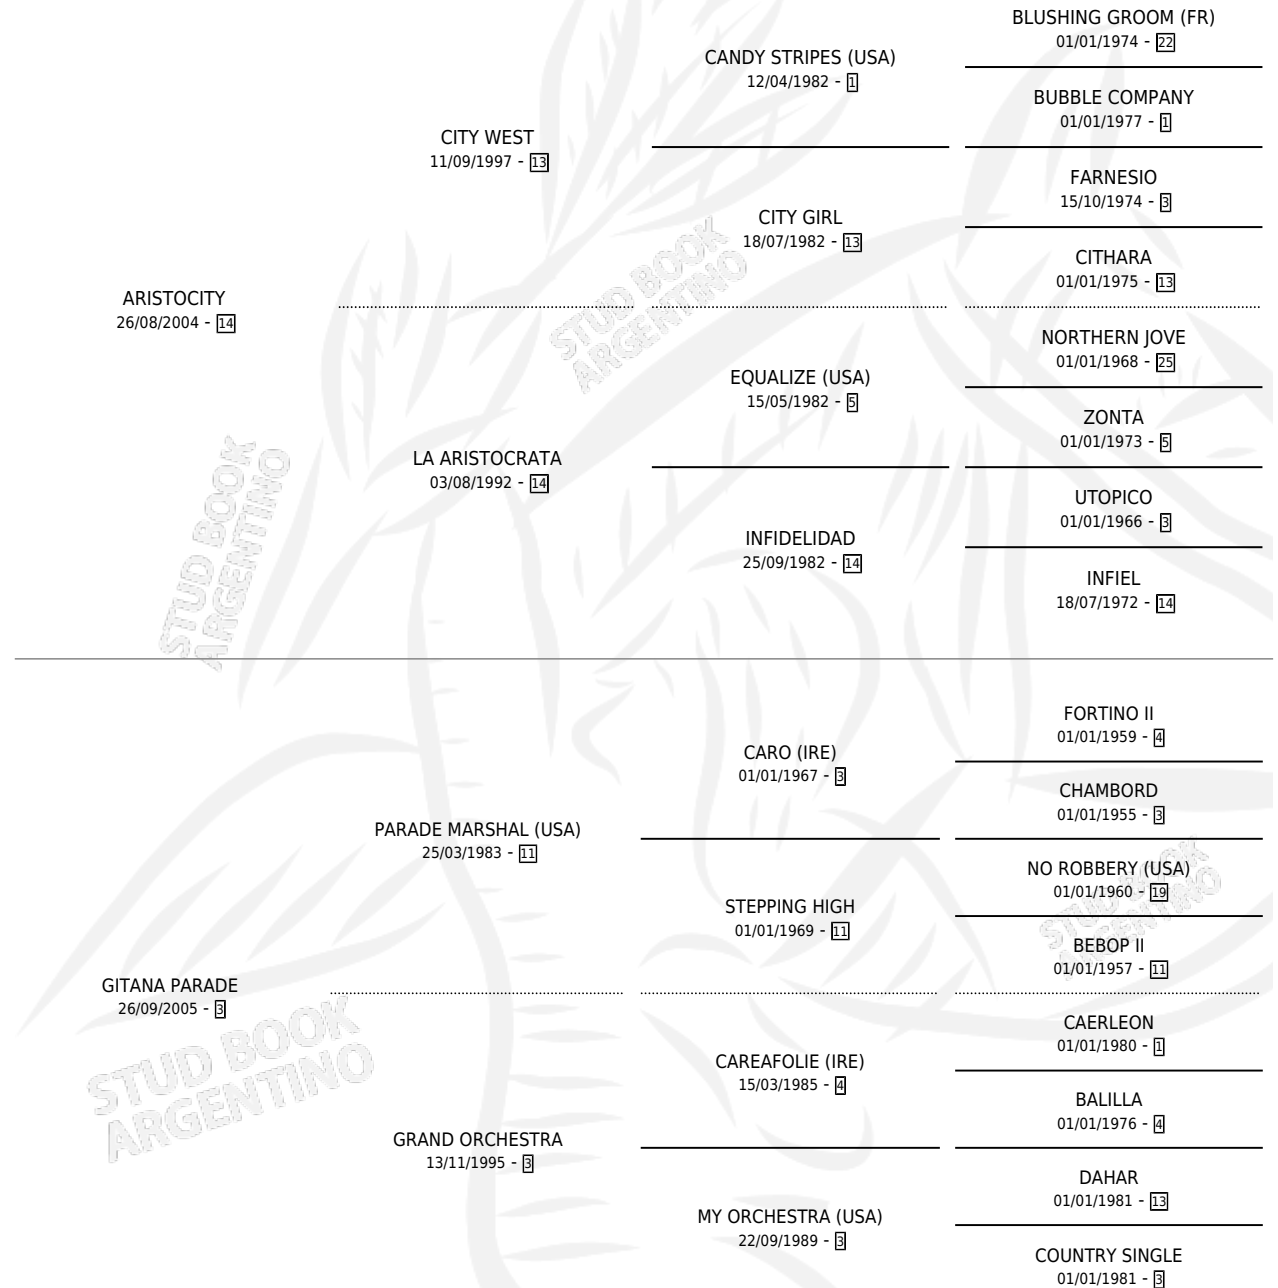 BLUSHING GROOM (FR)
01/01/1974 - 22
CANDY STRIPES (USA)
12/04/1982 - 1
BUBBLE COMPANY
01/01/1977 - 1
CITY WEST
11/09/1997 - 13
FARNESIO
15/10/1974 - 3
CITY GIRL
18/07/1982 - 13
CITHARA
01/01/1975 - 13
ARISTOCITY
26/08/2004 - 14
NORTHERN JOVE
01/01/1968 - 25
EQUALIZE (USA)
15/05/1982 - 5
ZONTA
01/01/1973 - 5
LA ARISTOCRATA
03/08/1992 - 14
UTOPICO
01/01/1966 - 3
INFIDELIDAD
25/09/1982 - 14
INFIEL
18/07/1972 - 14
STUD BOOK
ARGENTINO
STUD BOOK
ARGENTINO
FORTINO II
01/01/1959 - 4
CARO (IRE)
01/01/1967 - 3
CHAMBORD
01/01/1955 - 3
PARADE MARSHAL (USA)
25/03/1983 - 11
NO ROBBERY (USA)
01/01/1960 - 19
STEPPING HIGH
01/01/1969 - 11
BEBOP II
01/01/1957 - 11
GITANA PARADE
26/09/2005 - 3
CAERLEON
01/01/1980 - 1
CAREAFOLIE (IRE)
15/03/1985 - 4
BALILLA
01/01/1976 - 4
GRAND ORCHESTRA
13/11/1995 - 3
DAHAR
01/01/1981 - 13
MY ORCHESTRA (USA)
22/09/1989 - 3
COUNTRY SINGLE
01/01/1981 - 3
STUD BOOK
ARGENTINO
STUD BOOK
ARGENTINO